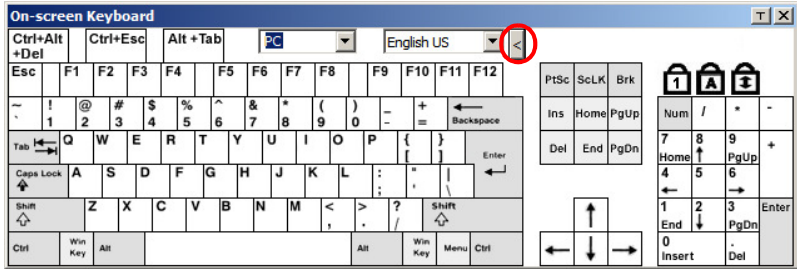 On-screen Keyboard T X
Ctrl+Alt +Del Ctrl+Esc Alt +Tab PC English US <
Esc F1 F2 F3 F4 F5 F6 F7 F8 F9 F10 F11 F12 PtSc ScLK Brk 1 A
~ ! @ # $ % ^ & * ( ) _ +
` 1 2 3 4 5 6 7 8 9 0 - = Backspace Ins Home PgUp Num / * -
Tab Q W E R T Y U I O P { [ } ] Enter Del End PgDn 7 Home 8 9 PgUp +
Caps Lock A S D F G H J K L : ; " ' | \ 4 5 6
Shift Z X C V B N M < , > . ? / Shift 1 End 2 3 PgDn Enter
Ctrl Win Key Alt Alt Win Key Menu Ctrl 0 Insert . Del